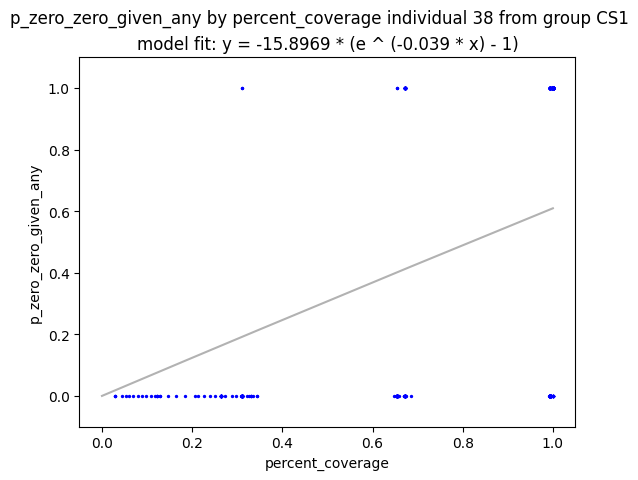 p_zero_zero_given_any by percent_coverage individual 38 from group CS1
model fit: y = -15.8969 * (e ^ (-0.039 * x) - 1)
1.0
0.8
0.6
0.4
0.2
0.0
p_zero_zero_given_any
0.0 0.2 0.4 0.6 0.8 1.0
percent_coverage